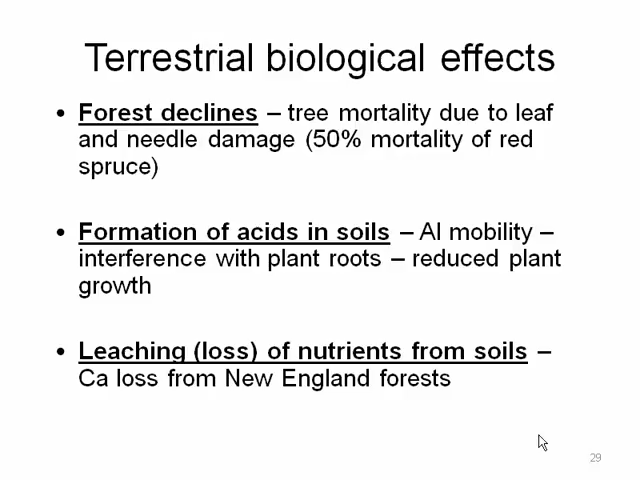 Terrestrial biological effects
• Forest declines – tree mortality due to leaf
and needle damage (50% mortality of red
spruce)
• Formation of acids in soils – Al mobility –
interference with plant roots – reduced plant
growth
• Leaching (loss) of nutrients from soils –
Ca loss from New England forests
29